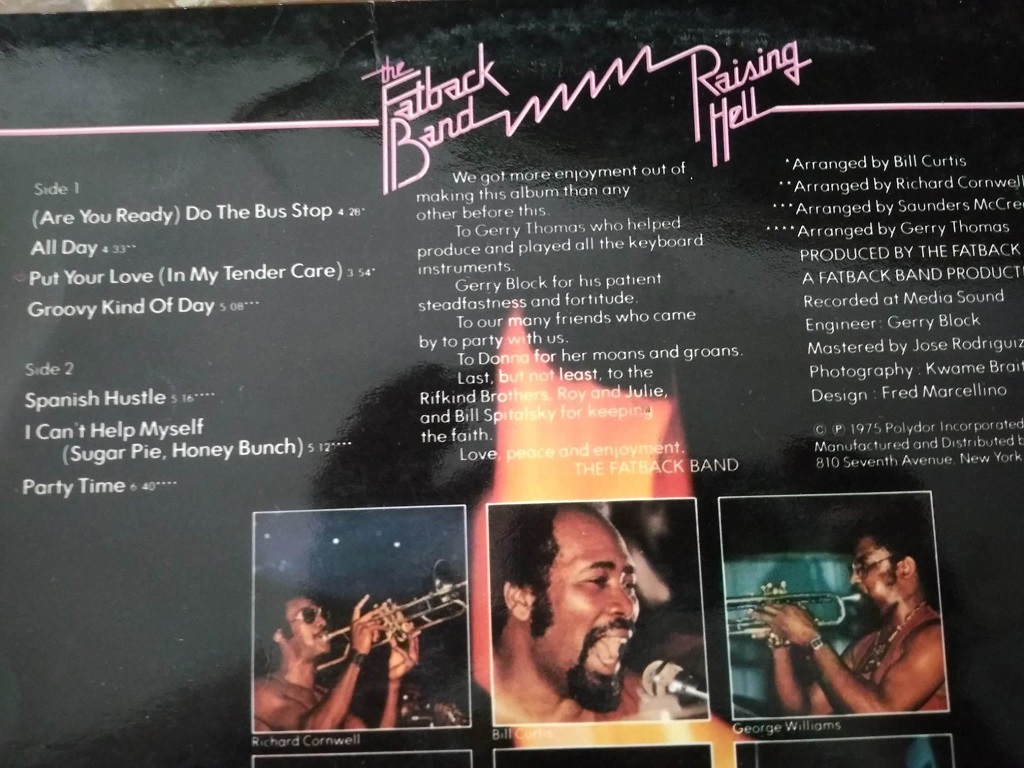 the
Fatback
Band
Raising
Hell
Side 1
(Are You Ready) Do The Bus Stop 4 28*
All Day 4 33**
Put Your Love (In My Tender Care) 3 54*
Groovy Kind Of Day 5 08***
Side 2
Spanish Hustle 5 16****
I Can't Help Myself
(Sugar Pie, Honey Bunch) 5 12****
Party Time 6 40****
We got more enjoyment out of
making this album than any
other before this.
To Gerry Thomas who helped
produce and played all the keyboard
instruments.
Gerry Block for his patient
steadfastness and fortitude.
To our many friends who came
by to party with us.
To Donna for her moans and groans.
Last, but not least, to the
Rifkind Brothers, Roy and Julie,
and Bill Spitalsky for keeping
the faith.
Love, peace and enjoyment.
THE FATBACK BAND
*Arranged by Bill Curtis
**Arranged by Richard Cornwell
***Arranged by Saunders McCre
****Arranged by Gerry Thomas
PRODUCED BY THE FATBACK
A FATBACK BAND PRODUCTI
Recorded at Media Sound
Engineer: Gerry Block
Mastered by Jose Rodriguiz
Photography: Kwame Brait
Design: Fred Marcellino
© ℗ 1975 Polydor Incorporated
Manufactured and Distributed b
810 Seventh Avenue, New York
Richard Cornwell
Bill Curtis
George Williams